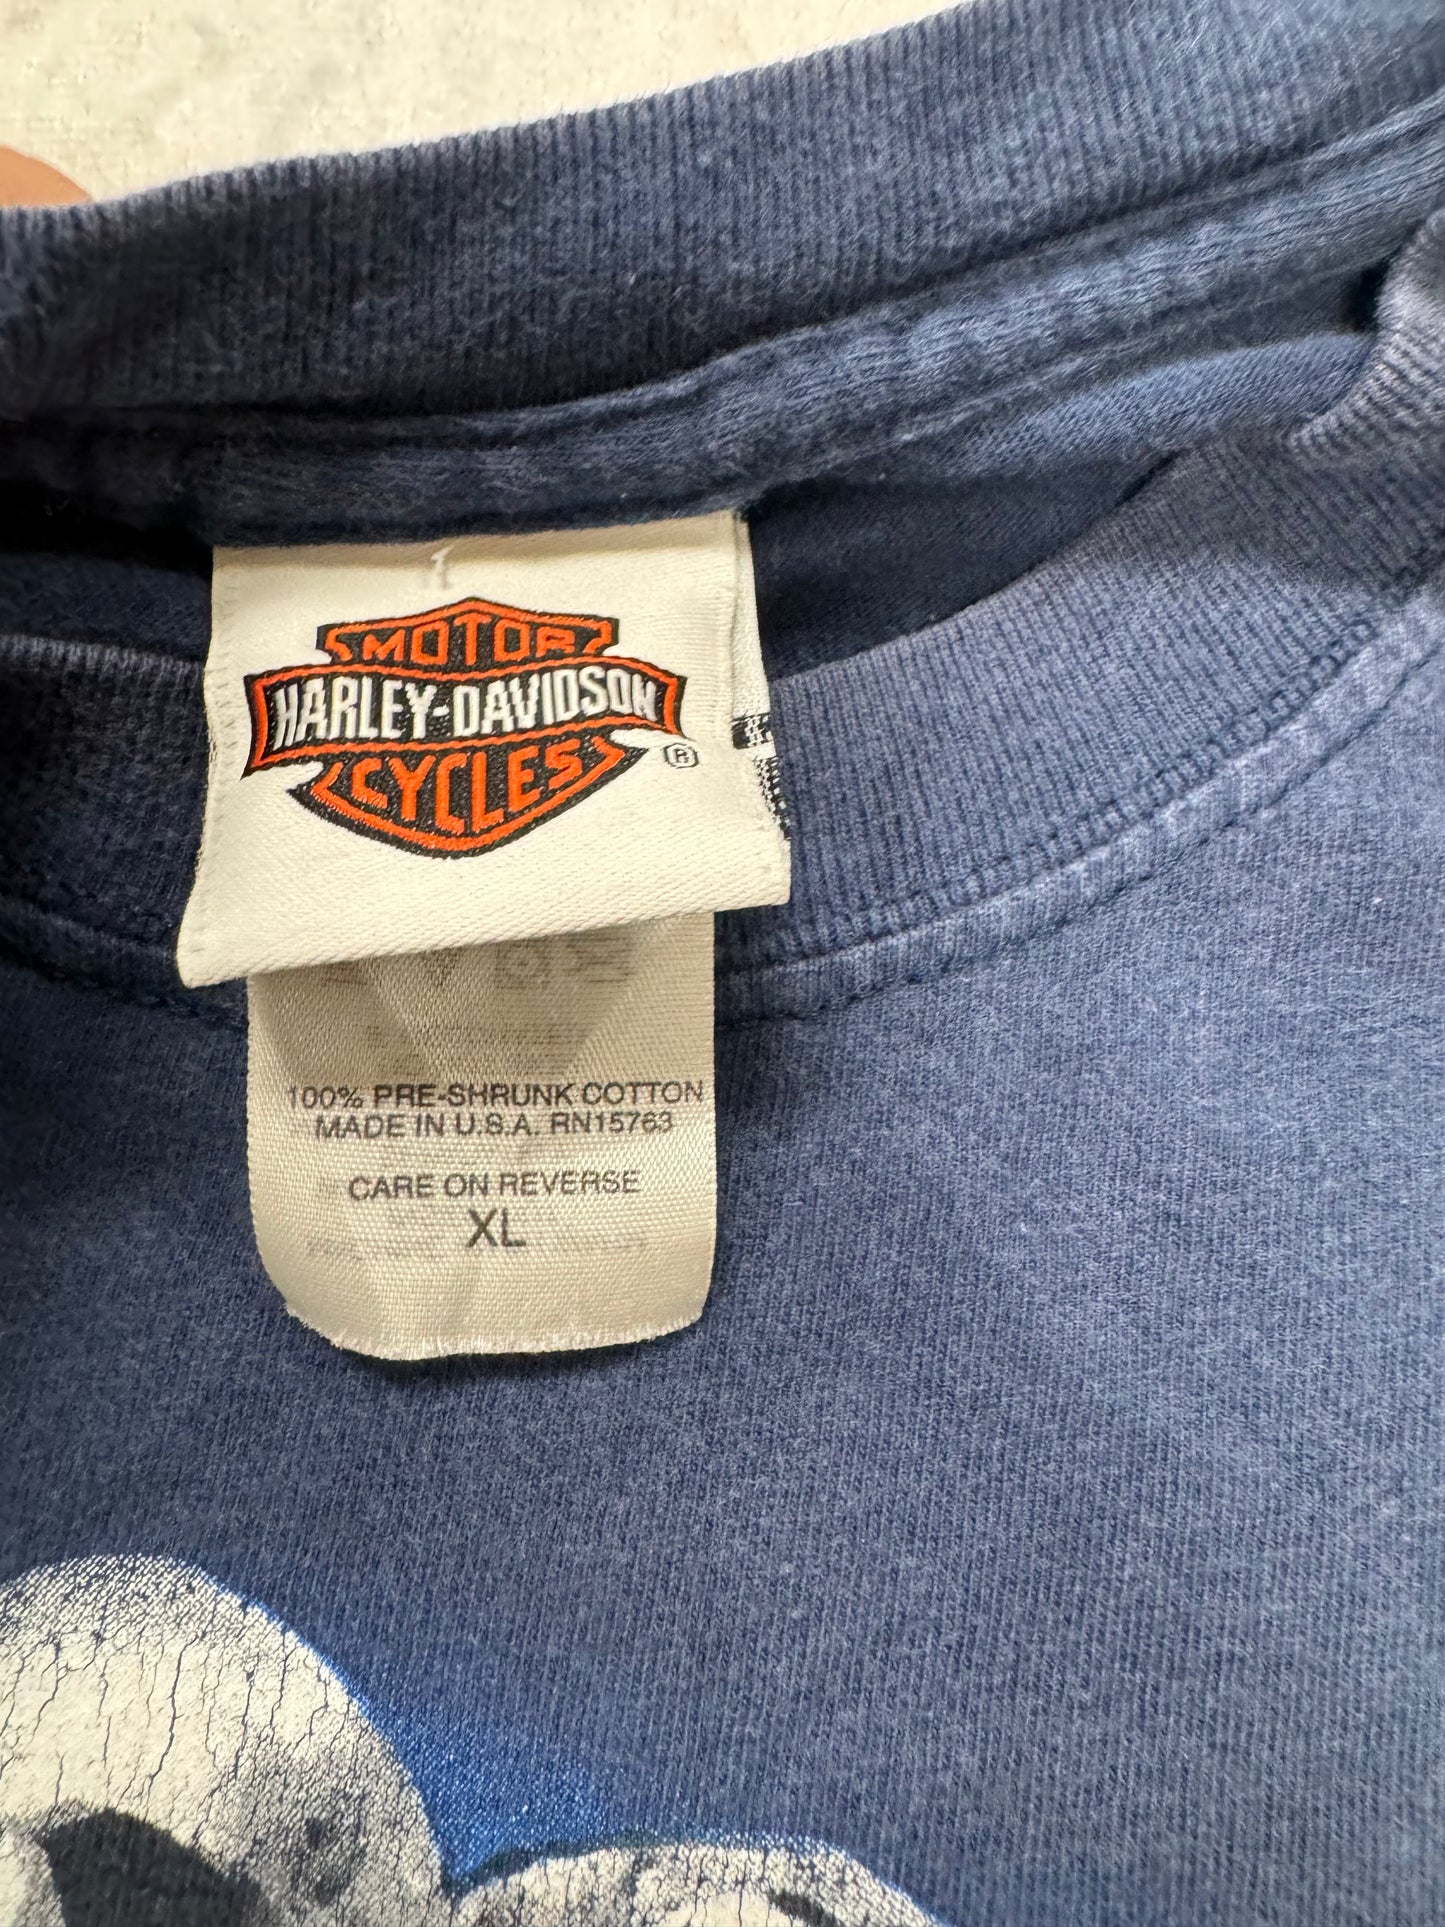 MOTOR
HARLEY-DAVIDSON
CYCLES
®
100% PRE-SHRUNK COTTON
MADE IN U.S.A. RN15763
CARE ON REVERSE
XL